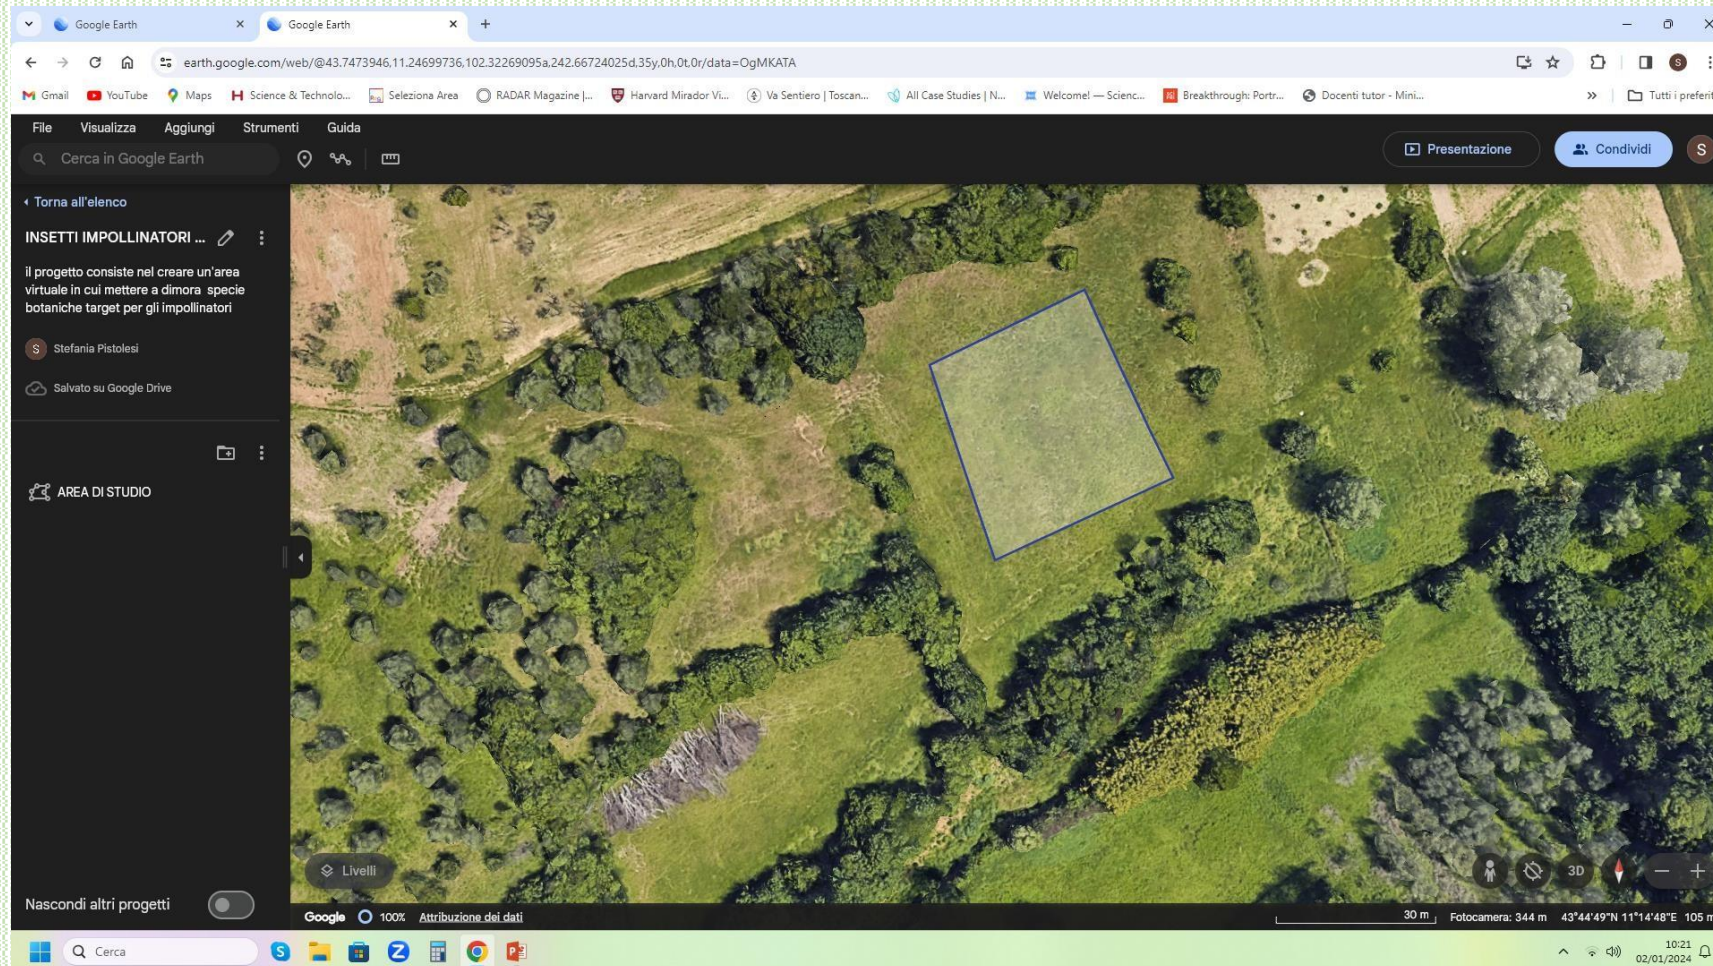 Google Earth
Google Earth
earth.google.com/web/@43.7473946,11.24699736,102.32269095a,242.66724025d,35y,0h,0t,0r/data=OgMKATA
Gmail
YouTube
Maps
Science & Technolo...
Seleziona Area
RADAR Magazine |...
Harvard Mirador Vi...
Va Sentiero | Toscan...
All Case Studies | N...
Welcome! — Scienc...
Breakthrough: Portr...
Docenti tutor - Mini...
Tutti i preferit
File Visualizza Aggiungi Strumenti Guida
Cerca in Google Earth
Presentazione
Condividi
S
Torna all'elenco
INSETTI IMPOLLINATORI ...
il progetto consiste nel creare un'area
virtuale in cui mettere a dimora specie
botaniche target per gli impollinatori
S Stefania Pistolesi
Salvato su Google Drive
AREA DI STUDIO
Livelli
3D
Nascondi altri progetti
Google 100% Attribuzione dei dati
30 m
Fotocamera: 344 m 43°44'49"N 11°14'48"E 105 m
Cerca
10:21
02/01/2024